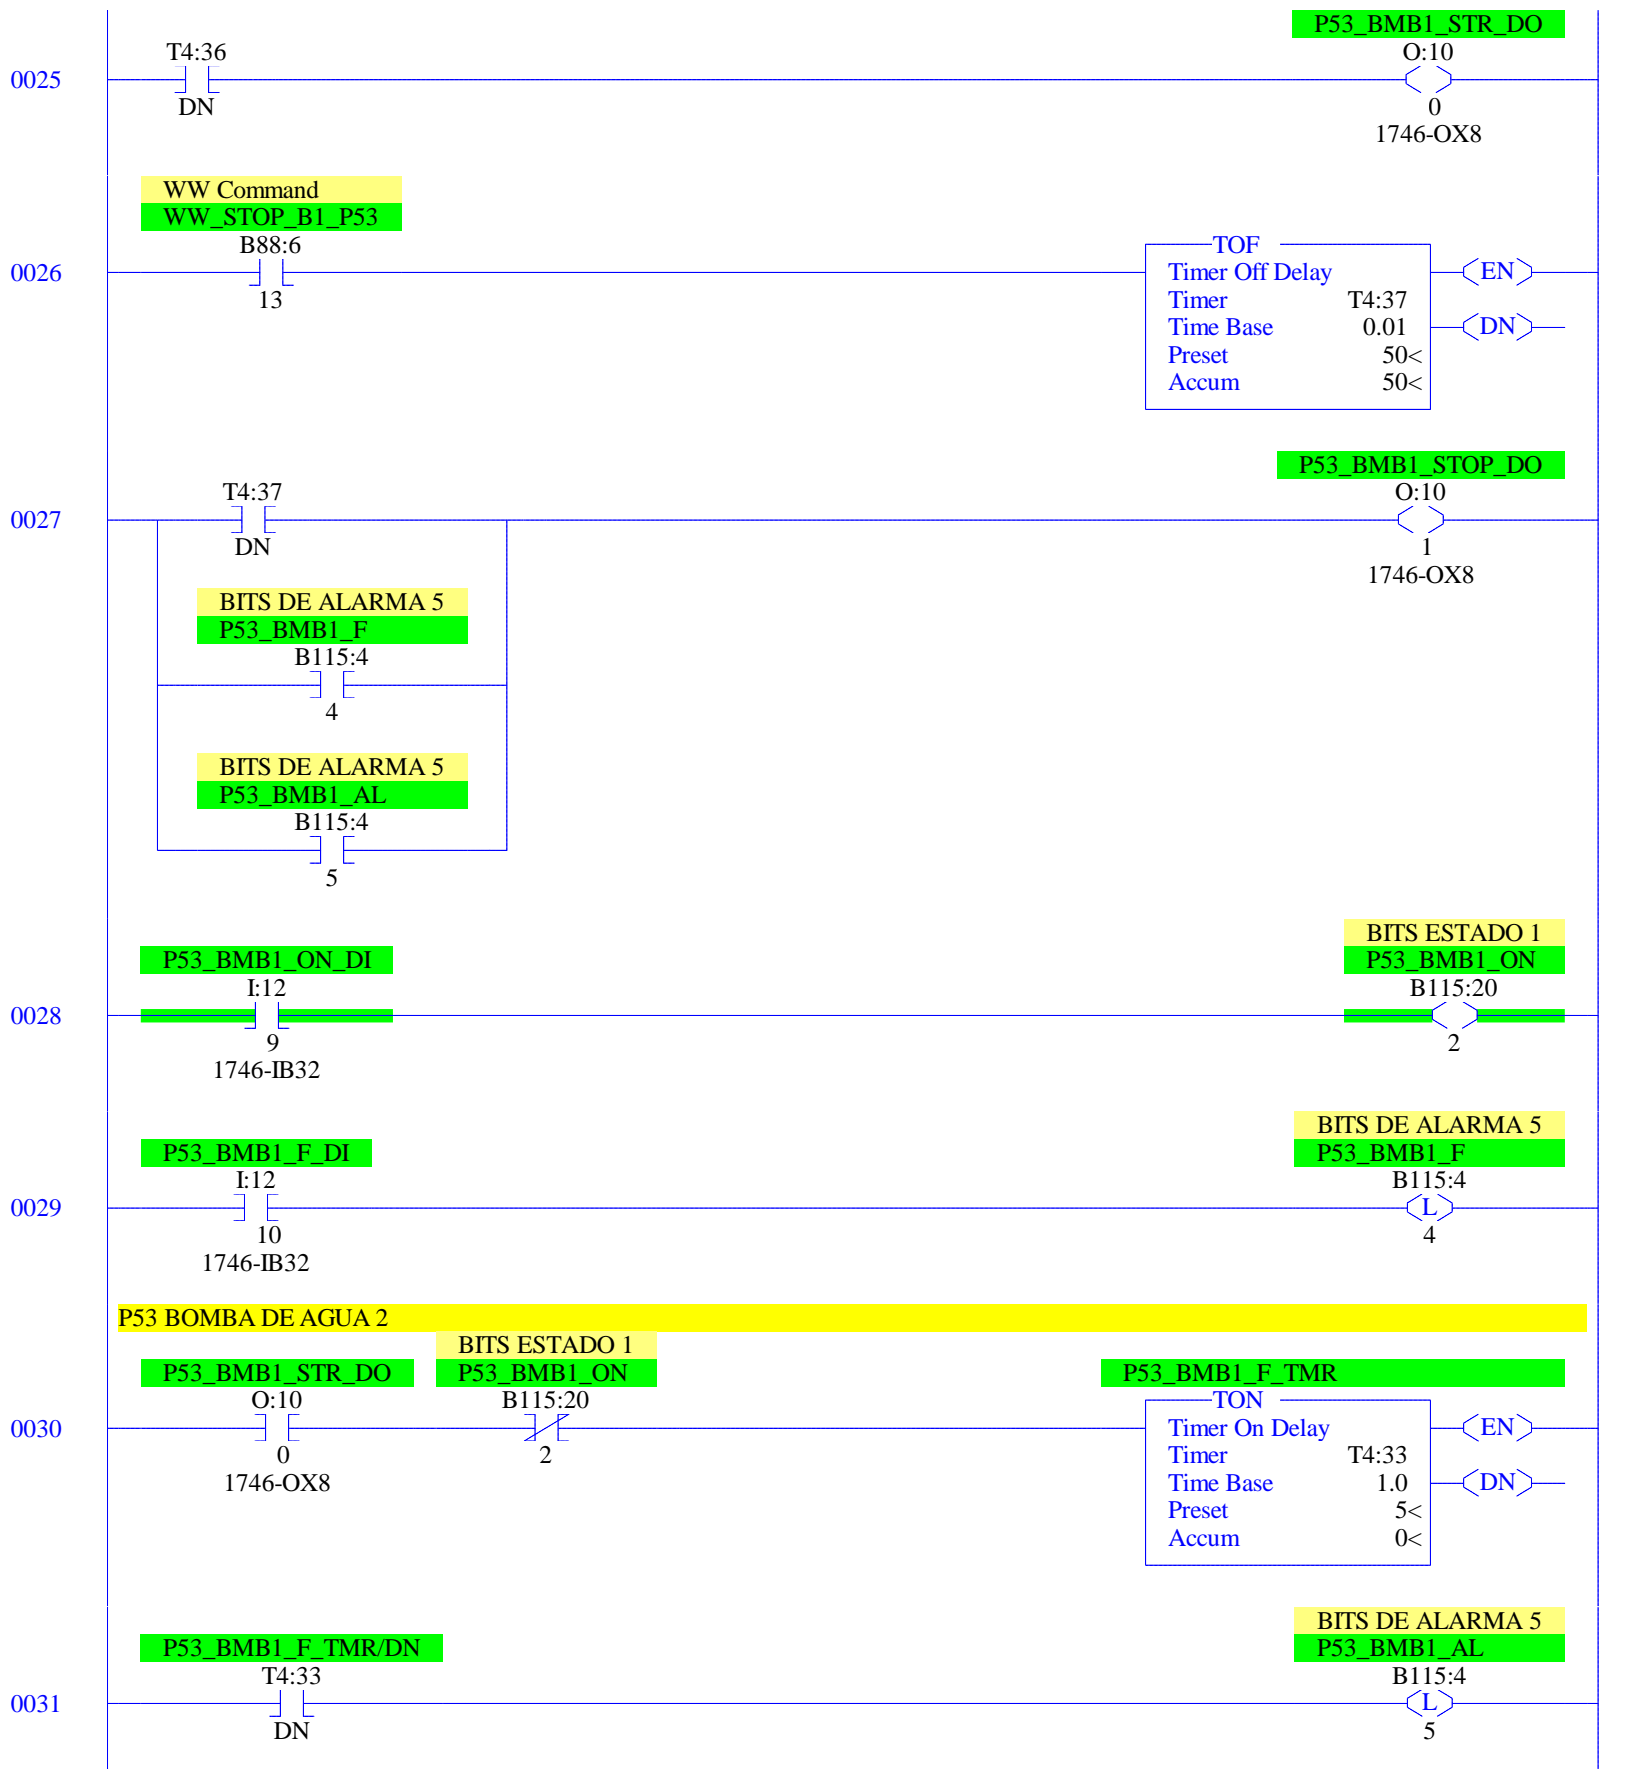 P53_BMB1_STR_DO
T4:36
O:10
0025
DN
0
1746-OX8
WW Command
WW_STOP_B1_P53
B88:6
TOF
0026
Timer Off Delay
EN
13
Timer T4:37
Time Base 0.01
DN
Preset 50<
Accum 50<
P53_BMB1_STOP_DO
T4:37
O:10
0027
DN
1
1746-OX8
BITS DE ALARMA 5
P53_BMB1_F
B115:4
4
BITS DE ALARMA 5
P53_BMB1_AL
B115:4
5
BITS ESTADO 1
P53_BMB1_ON_DI
P53_BMB1_ON
I:12
B115:20
0028
9
2
1746-IB32
BITS DE ALARMA 5
P53_BMB1_F_DI
P53_BMB1_F
I:12
B115:4
0029
L
10
4
1746-IB32
P53 BOMBA DE AGUA 2
BITS ESTADO 1
P53_BMB1_STR_DO
P53_BMB1_ON
P53_BMB1_F_TMR
O:10
B115:20
TON
0030
Timer On Delay
EN
0
2
Timer T4:33
1746-OX8
Time Base 1.0
DN
Preset 5<
Accum 0<
BITS DE ALARMA 5
P53_BMB1_F_TMR/DN
P53_BMB1_AL
T4:33
B115:4
0031
L
DN
5